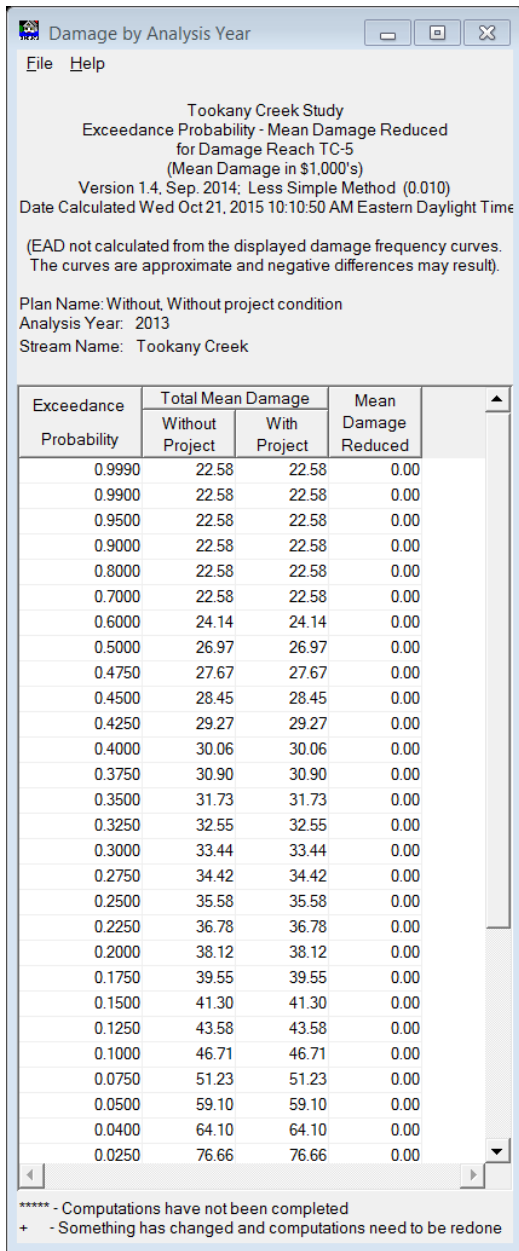 Damage by Analysis Year
File Help
Tookany Creek Study
Exceedance Probability - Mean Damage Reduced
for Damage Reach TC-5
(Mean Damage in $1,000's)
Version 1.4, Sep. 2014; Less Simple Method (0.010)
Date Calculated Wed Oct 21, 2015 10:10:50 AM Eastern Daylight Time
(EAD not calculated from the displayed damage frequency curves.
The curves are approximate and negative differences may result).
Plan Name: Without, Without project condition
Analysis Year: 2013
Stream Name: Tookany Creek
Exceedance Probability Total Mean Damage Mean Damage Reduced
Without Project With Project
0.9990 22.58 22.58 0.00
0.9900 22.58 22.58 0.00
0.9500 22.58 22.58 0.00
0.9000 22.58 22.58 0.00
0.8000 22.58 22.58 0.00
0.7000 22.58 22.58 0.00
0.6000 24.14 24.14 0.00
0.5000 26.97 26.97 0.00
0.4750 27.67 27.67 0.00
0.4500 28.45 28.45 0.00
0.4250 29.27 29.27 0.00
0.4000 30.06 30.06 0.00
0.3750 30.90 30.90 0.00
0.3500 31.73 31.73 0.00
0.3250 32.55 32.55 0.00
0.3000 33.44 33.44 0.00
0.2750 34.42 34.42 0.00
0.2500 35.58 35.58 0.00
0.2250 36.78 36.78 0.00
0.2000 38.12 38.12 0.00
0.1750 39.55 39.55 0.00
0.1500 41.30 41.30 0.00
0.1250 43.58 43.58 0.00
0.1000 46.71 46.71 0.00
0.0750 51.23 51.23 0.00
0.0500 59.10 59.10 0.00
0.0400 64.10 64.10 0.00
0.0250 76.66 76.66 0.00
***** - Computations have not been completed
+ - Something has changed and computations need to be redone